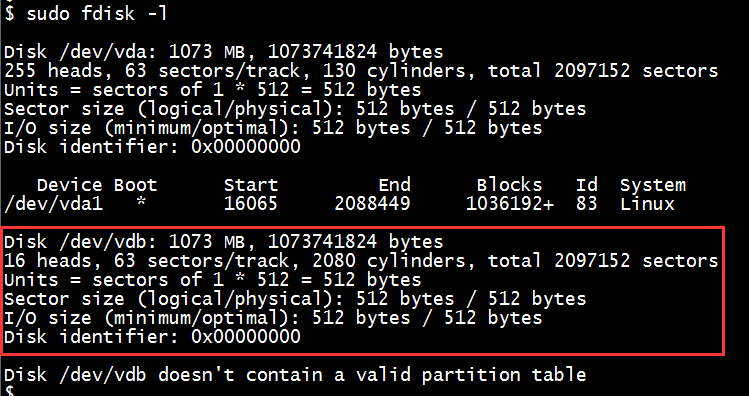 $ sudo fdisk -l
Disk /dev/vda: 1073 MB, 1073741824 bytes
255 heads, 63 sectors/track, 130 cylinders, total 2097152 sectors
Units = sectors of 1 * 512 = 512 bytes
Sector size (logical/physical): 512 bytes / 512 bytes
I/O size (minimum/optimal): 512 bytes / 512 bytes
Disk identifier: 0x00000000
Device Boot Start End Blocks Id System
/dev/vda1 * 16065 2088449 1036192+ 83 Linux
Disk /dev/vdb: 1073 MB, 1073741824 bytes
16 heads, 63 sectors/track, 2080 cylinders, total 2097152 sectors
Units = sectors of 1 * 512 = 512 bytes
Sector size (logical/physical): 512 bytes / 512 bytes
I/O size (minimum/optimal): 512 bytes / 512 bytes
Disk identifier: 0x00000000
Disk /dev/vdb doesn't contain a valid partition table
$